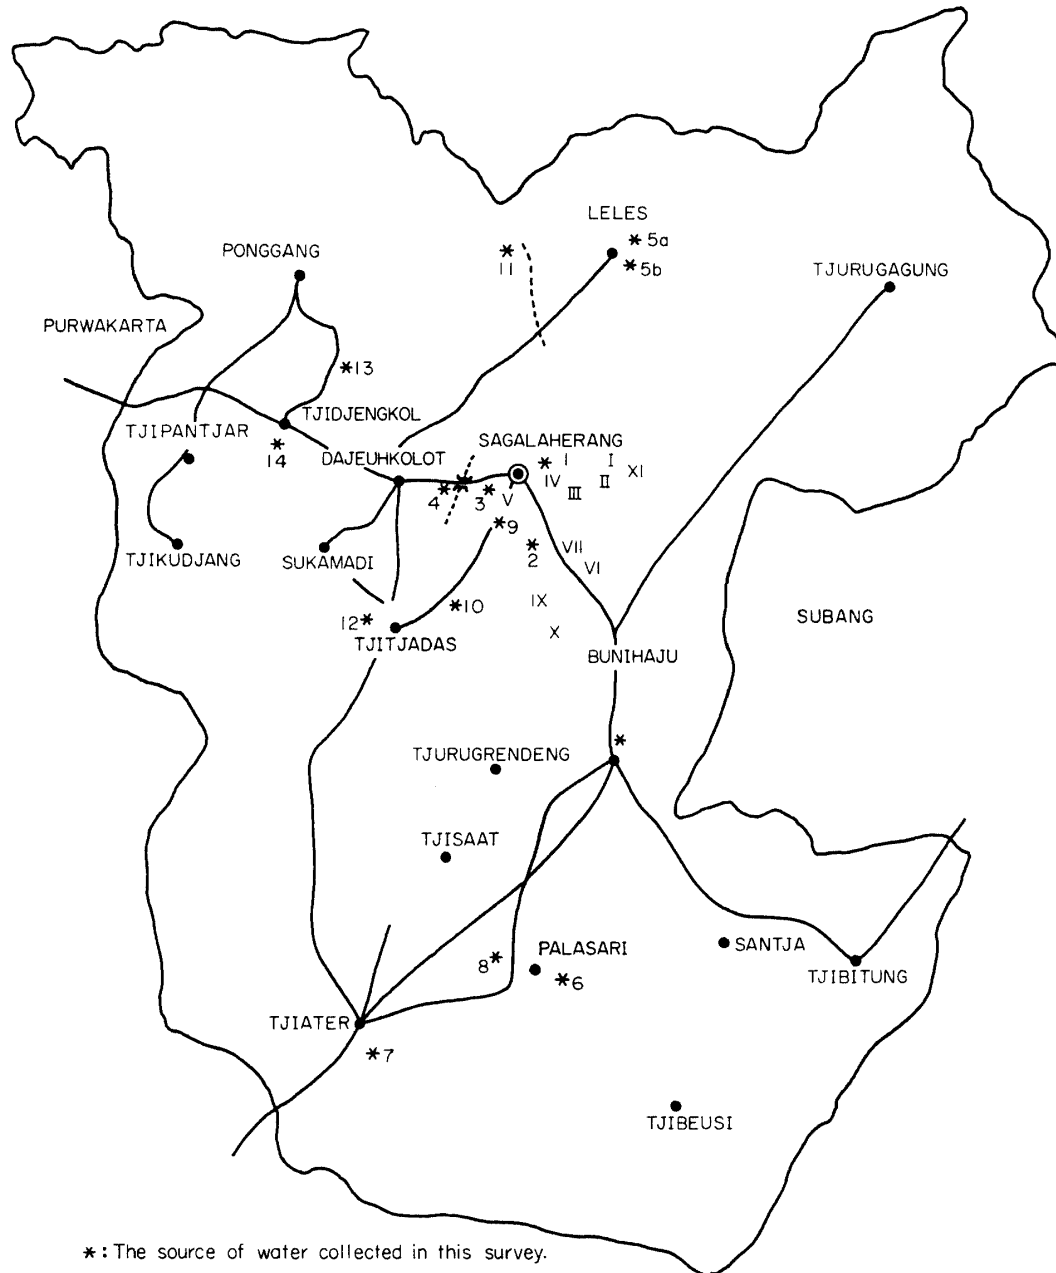 LELES
* 5a
* 5b
* 11
PONGGANG
TJURUGAGUNG
PURWAKARTA
* 13
TJIDJENGKOL
TJIPANTJAR
* 14
DAJEUHKOLOT
SAGALAHERANG
* I I XI
IV II
III
* 4
* 3
V
* 9
* 2
VII
VI
TJIKUDJANG
SUKAMADI
IX
* 10
12 *
X
TJITJADAS
SUBANG
BUNIHAJU
*
TJURUGRENDENG
TJISAAT
SANTJA
PALASARI
8 *
* 6
TJIBITUNG
TJIATER
* 7
TJIBEUSI
* : The source of water collected in this survey.